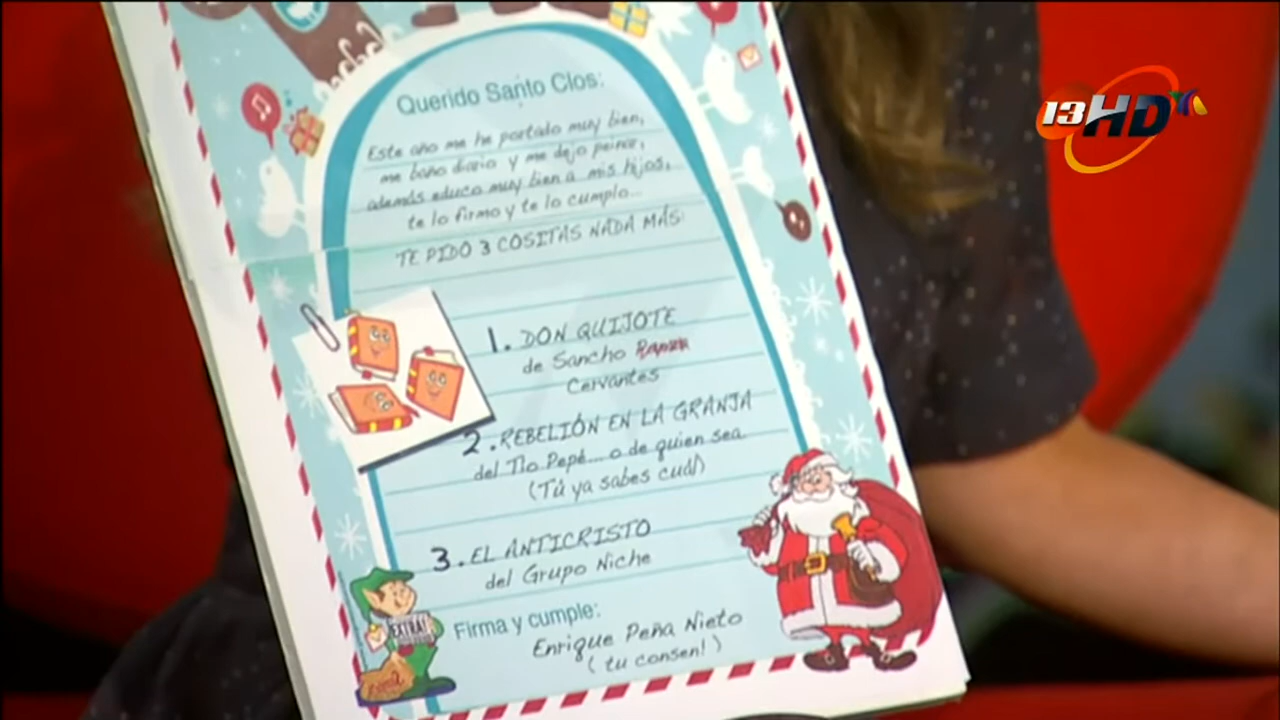 13HD
Querido Santo Clos:
Este año me he portado muy bien,
me baño diario y me dejo peinar,
además educo muy bien a mis hijos,
te lo firmo y te lo cumplo...
TE PIDO 3 COSITAS NADA MÁS:
1. DON QUIJOTE
de Sancho
Cervantes
2. REBELIÓN EN LA GRANJA
del Tío Pepé... o de quien sea
(Tú ya sabes cuál)
3. EL ANTICRISTO
del Grupo Niche
EXTRA!
Firma y cumple:
Enrique Peña Nieto
( tu consen! )